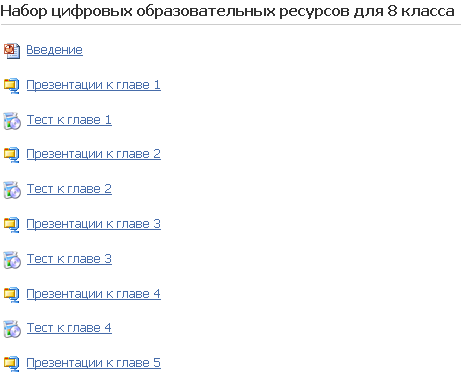 Набор цифровых образовательных ресурсов для 8 класса
Введение
Презентации к главе 1
Тест к главе 1
Презентации к главе 2
Тест к главе 2
Презентации к главе 3
Тест к главе 3
Презентации к главе 4
Тест к главе 4
Презентации к главе 5